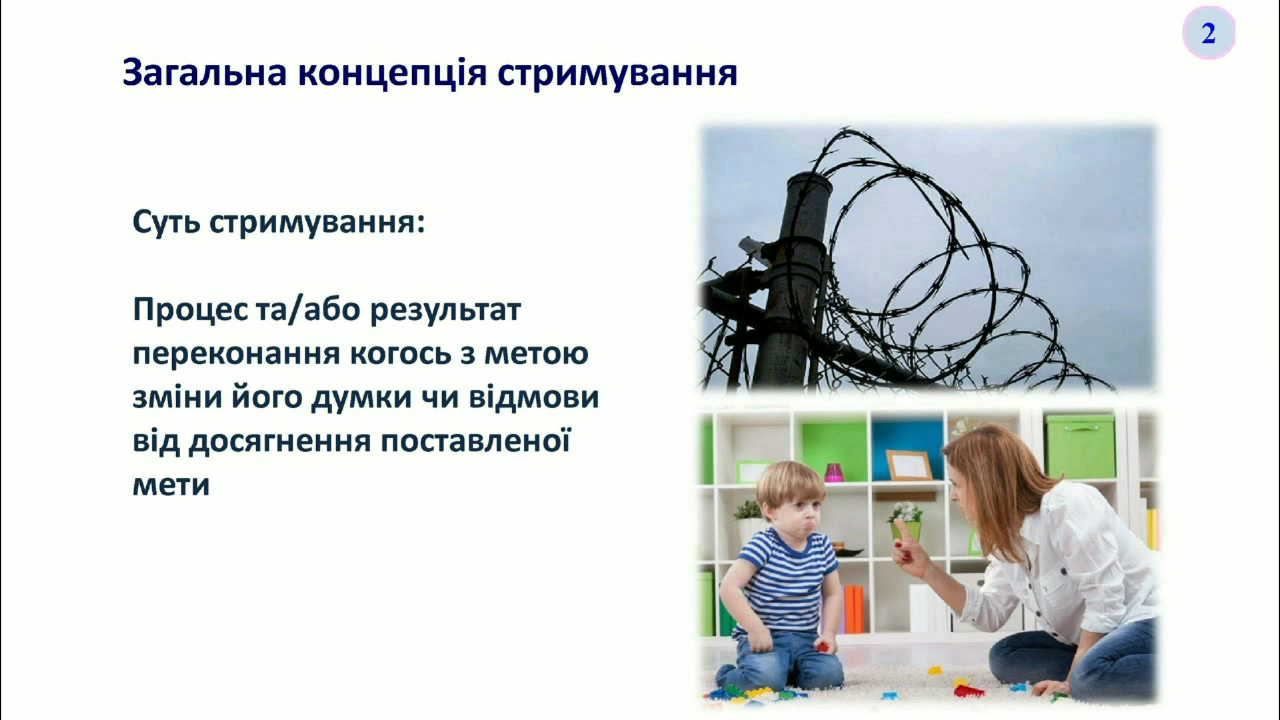 2
Загальна концепція стримування
Суть стримування:
Процес та/або результат
переконання когось з метою
зміни його думки чи відмови
від досягнення поставленої
мети